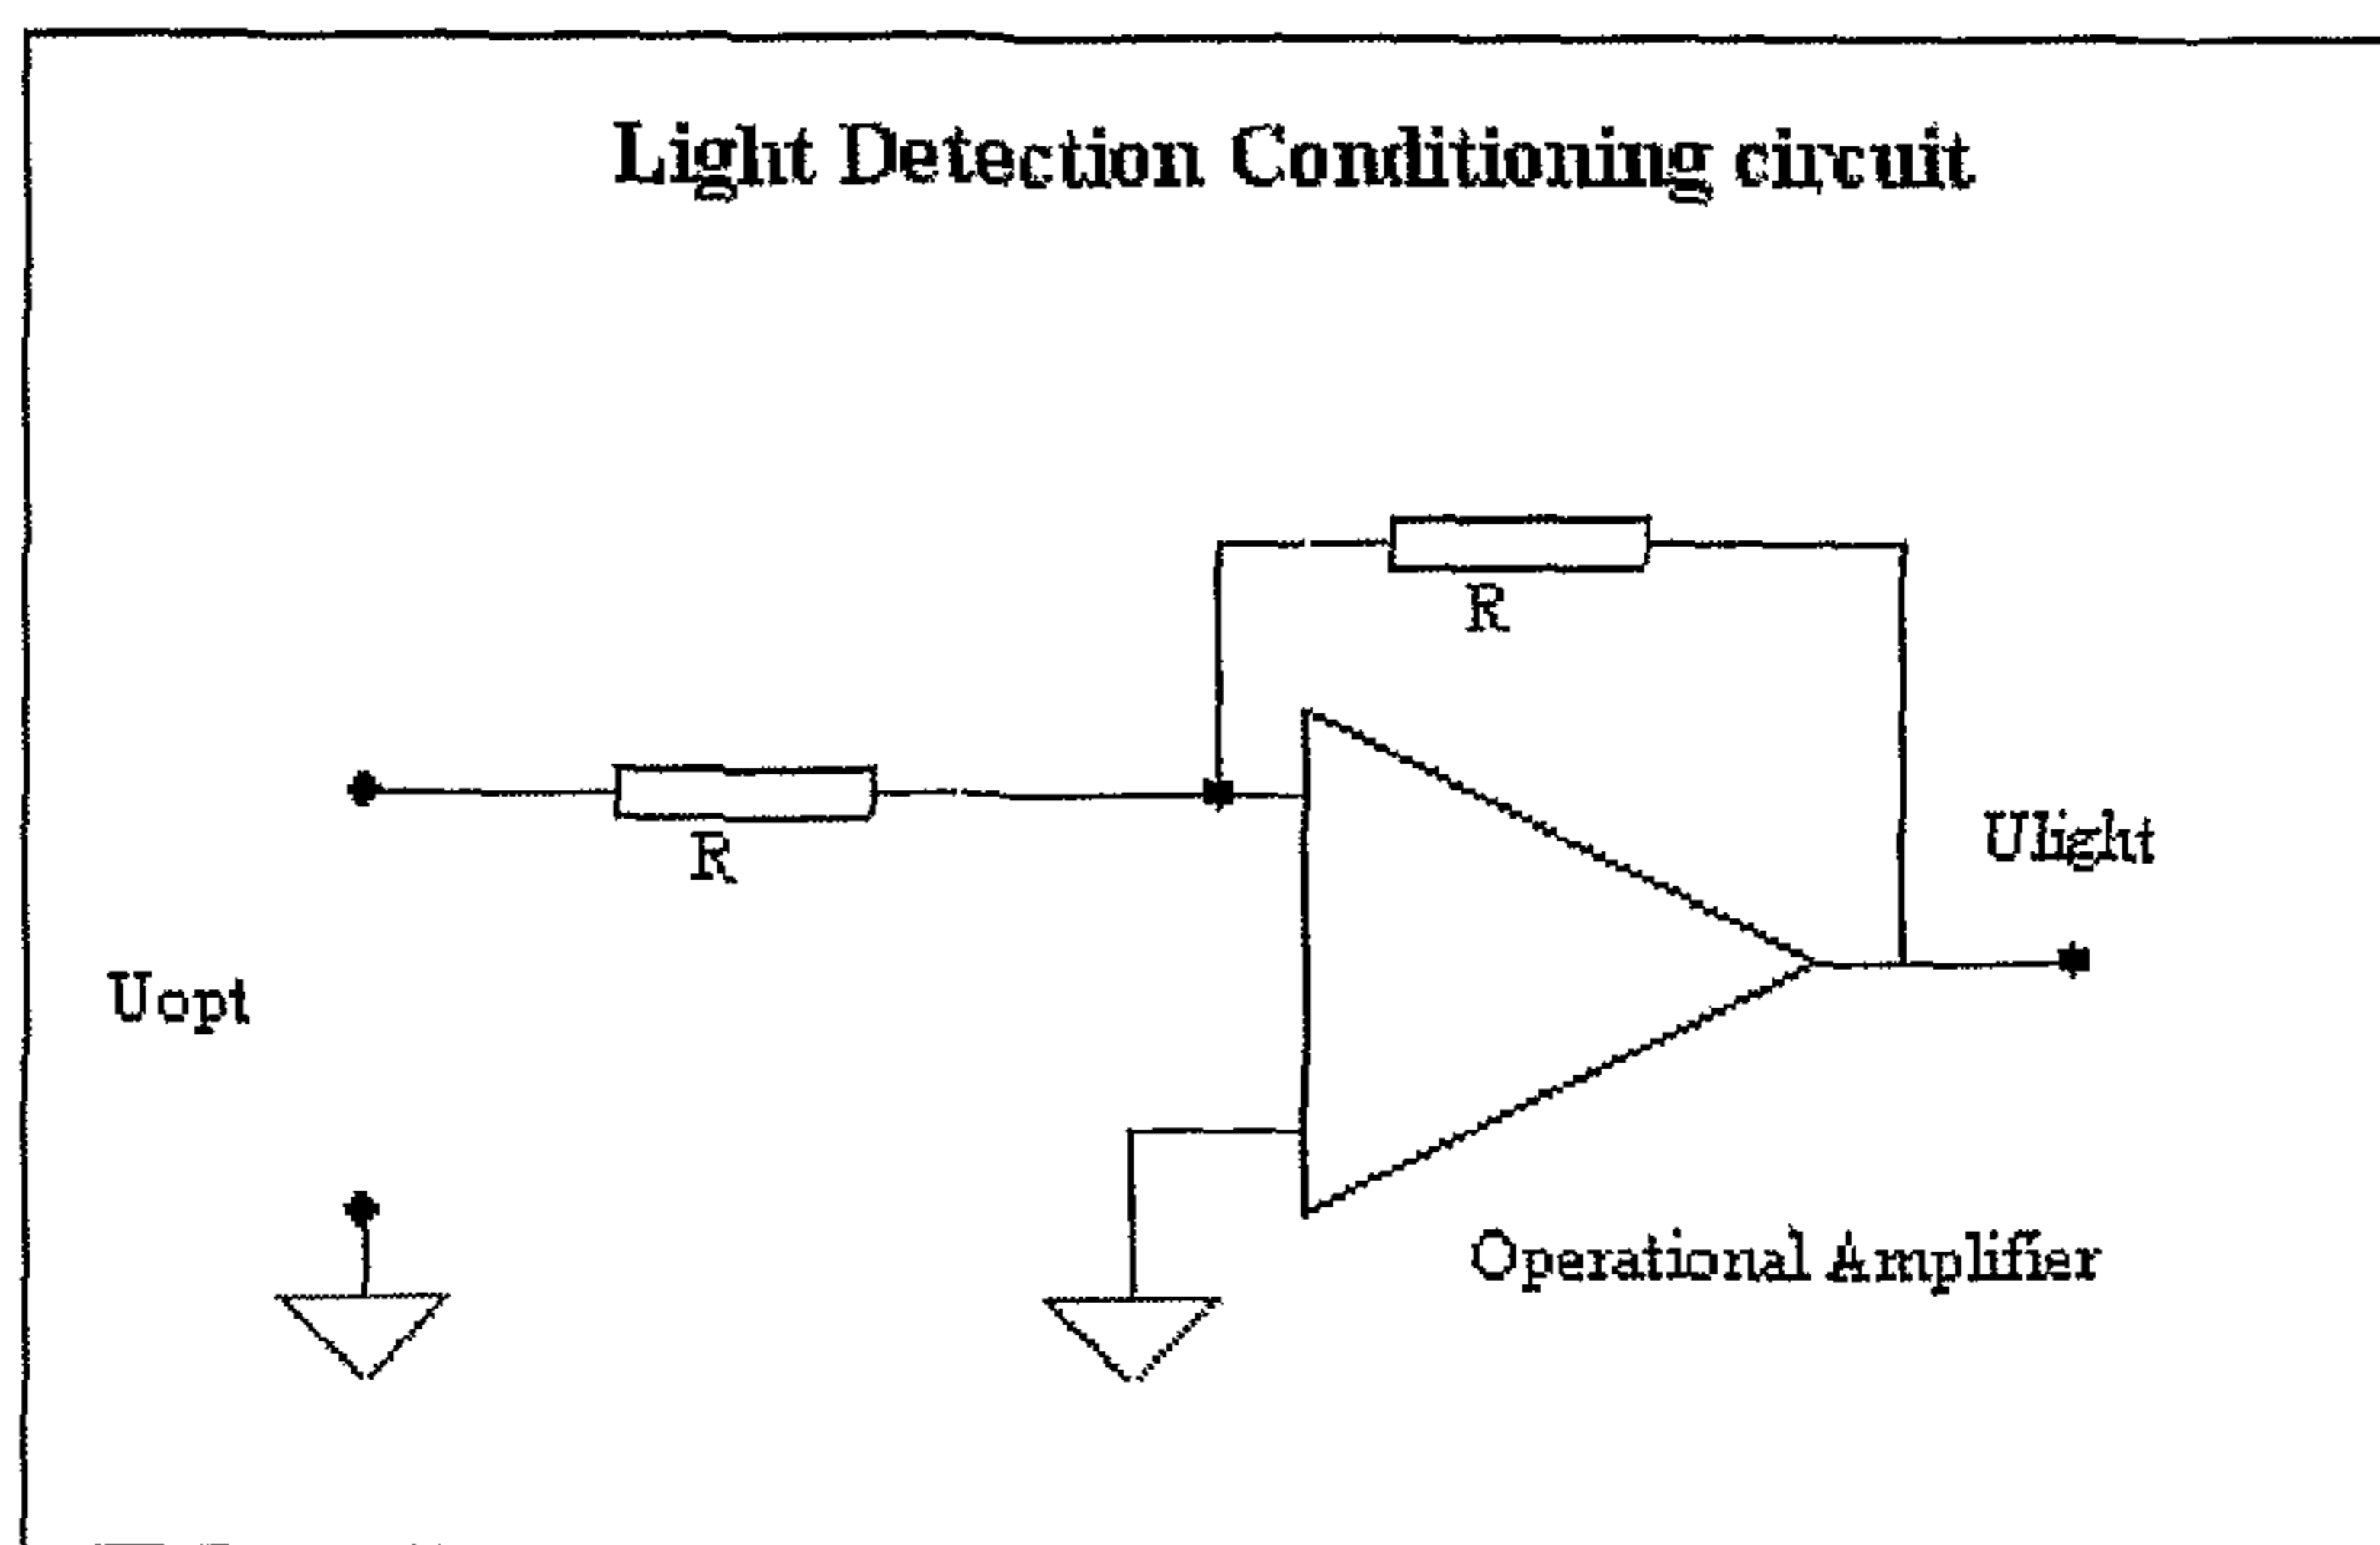 Light Detection Conditioning circuit
R
R
Ulight
Uopt
Operational Amplifier